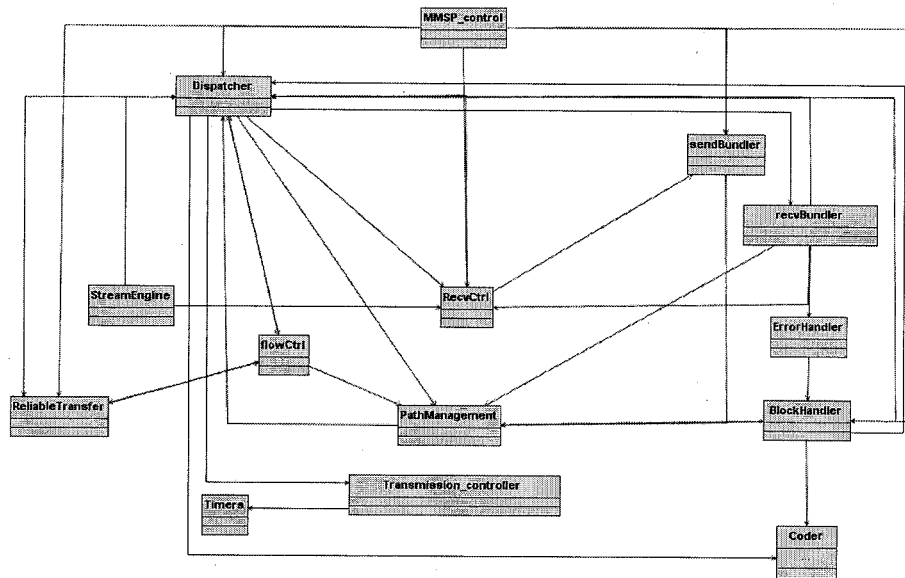 MMSP_control
Dispatcher
sendBundler
recvBundler
StreamEngine
RecvCtrl
ErrorHandler
flowCtrl
ReliableTransfer
PathManagement
BlockHandler
Transmission_controller
Timers
Coder